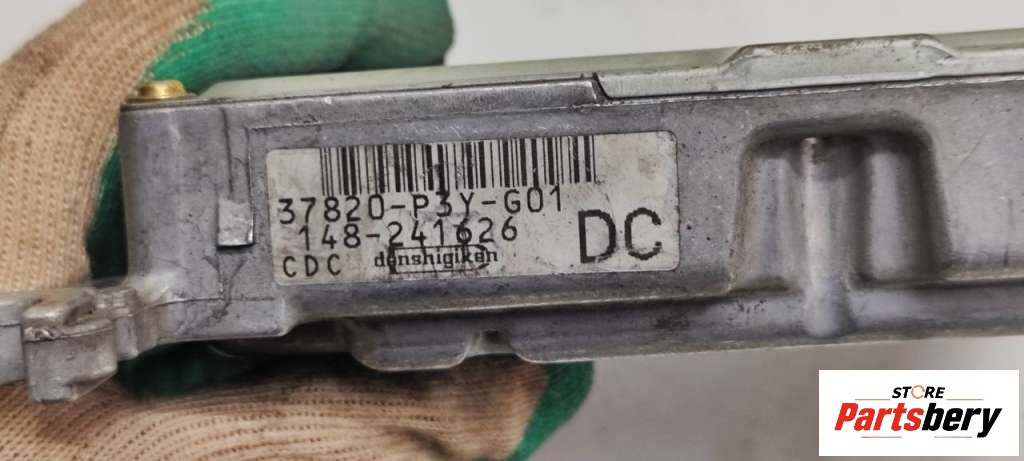 37820-P3Y-G01
148-241626
CDC denshigiken
DC
STORE
Partsbery